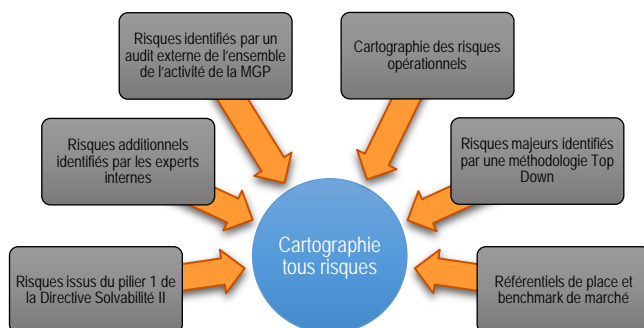 Risques identifiés par un
audit externe de l'ensemble
de l'activité de la MGP
Cartographie des risques
opérationnels
Risques additionnels
identifiés par les experts
internes
Risques majeurs identifiés
par une méthodologie Top
Down
Cartographie
tous risques
Risques issus du pilier 1 de
la Directive Solvabilité II
Référentiels de place et
benchmark de marché